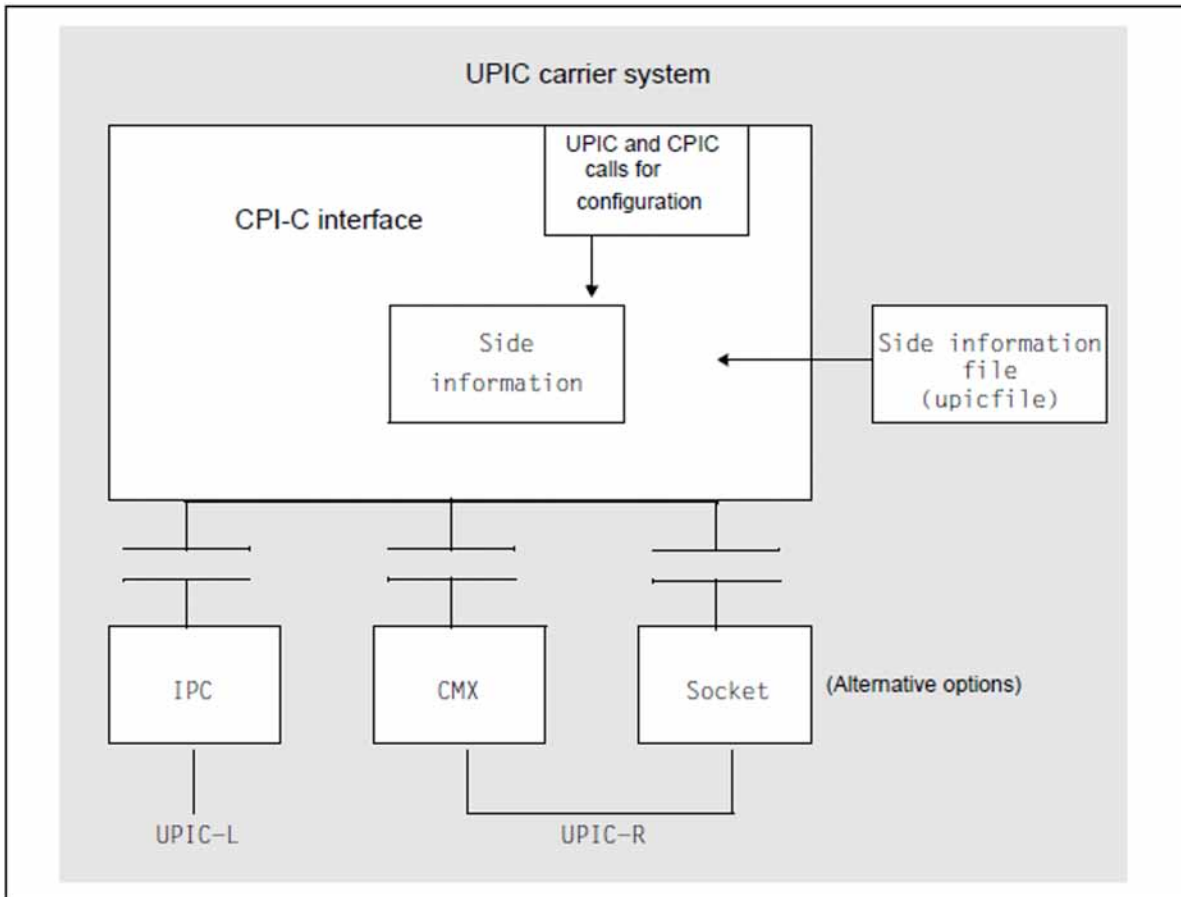 UPIC carrier system
UPIC and CPIC
calls for
configuration
CPI-C interface
Side
information
Side information
file
(upicfile)
IPC
CMX
Socket
(Alternative options)
UPIC-L
UPIC-R